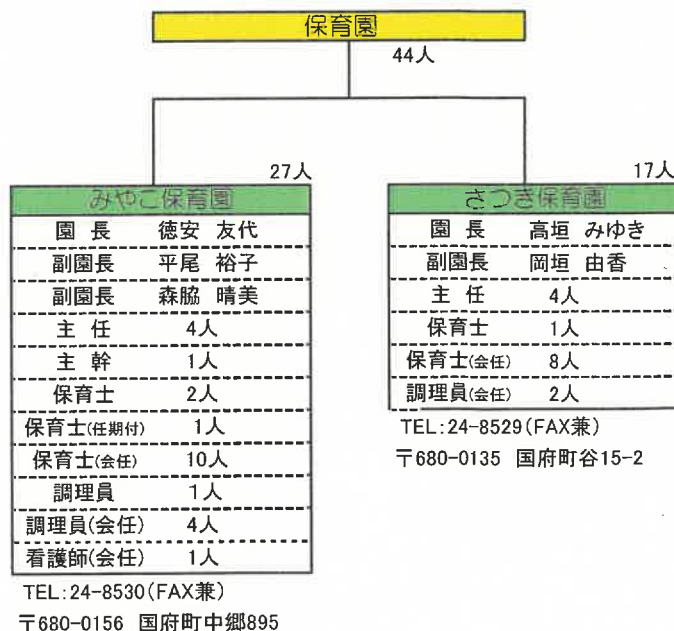 保育園
44人
27人
みやこ保育園
園 長 徳安 友代
副園長 平尾 裕子
副園長 森脇 晴美
主 任 4人
主 幹 1人
保育士 2人
保育士(任期付) 1人
保育士(会任) 10人
調理員 1人
調理員(会任) 4人
看護師(会任) 1人
TEL:24-8530(FAX兼)
〒680-0156 国府町中郷895
17人
さつき保育園
園 長 高垣 みゆき
副園長 岡垣 由香
主 任 4人
保育士 1人
保育士(会任) 8人
調理員(会任) 2人
TEL:24-8529(FAX兼)
〒680-0135 国府町谷15-2